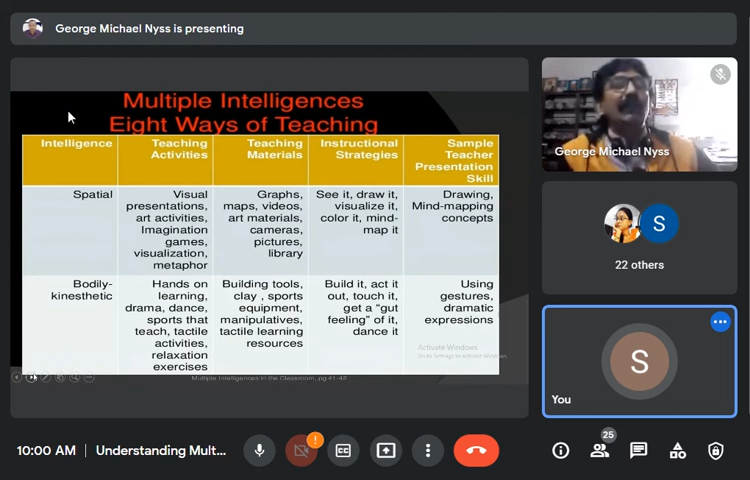 George Michael Nyss is presenting
Multiple Intelligences
Eight Ways of Teaching
Intelligence
Teaching
Activities
Teaching
Materials
Instructional
Strategies
Sample
Teacher
Presentation
Skill
Spatial
Visual
presentations,
art activities,
Imagination
games,
visualization,
metaphor
Graphs,
maps, videos,
art materials,
cameras,
pictures,
library
See it, draw it,
visualize it,
color it, mind-
map it
Drawing,
Mind-mapping
concepts
Bodily-
kinesthetic
Hands on
learning,
drama, dance,
sports that
teach, tactile
activities,
relaxation
exercises
Building tools,
clay , sports
equipment,
manipulatives,
tactile learning
resources
Build it, act it
out, touch it,
get a "gut
feeling" of it,
dance it
Using
gestures,
dramatic
expressions
Activate Windows
Go to Settings to activate Windows.
Multiple Intelligences in the Classroom, pg.41-42
George Michael Nyss
S
22 others
S
You
10:00 AM | Understanding Mult...
25